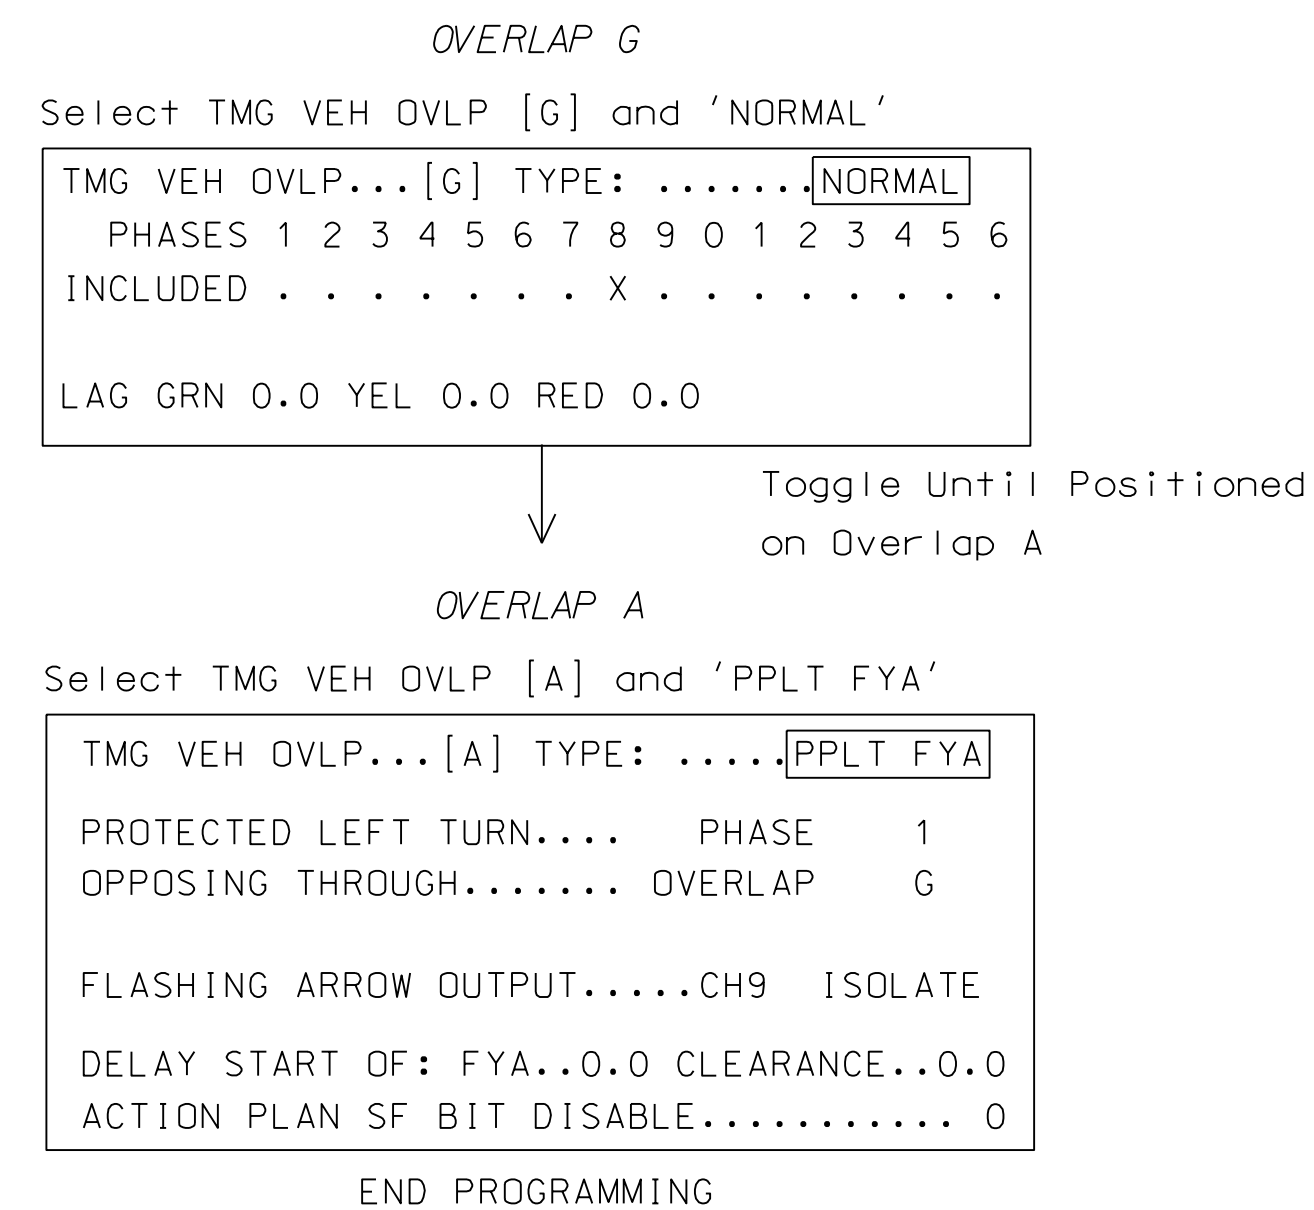 OVERLAP G
Select TMG VEH OVLP [G] and 'NORMAL'
TMG VEH OVLP...[G] TYPE: .......NORMAL
PHASES 1 2 3 4 5 6 7 8 9 0 1 2 3 4 5 6
INCLUDED . . . . . . . X . . . . . . . .
LAG GRN 0.0 YEL 0.0 RED 0.0
Toggle Until Positioned
on Overlap A
OVERLAP A
Select TMG VEH OVLP [A] and 'PPLT FYA'
TMG VEH OVLP...[A] TYPE: .....PPLT FYA
PROTECTED LEFT TURN.... PHASE 1
OPPOSING THROUGH....... OVERLAP G
FLASHING ARROW OUTPUT.....CH9 ISOLATE
DELAY START OF: FYA..0.0 CLEARANCE..0.0
ACTION PLAN SF BIT DISABLE........... 0
END PROGRAMMING